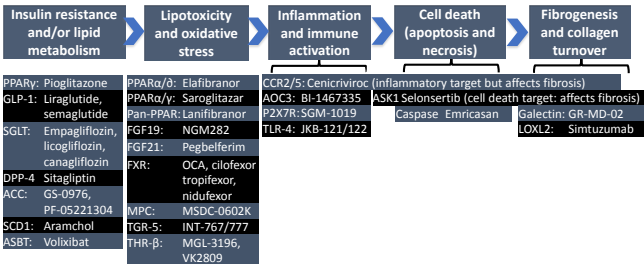 Insulin resistance
and/or lipid
metabolism
Lipotoxicity
and oxidative
stress
Inflammation
and immune
activation
Cell death
(apoptosis and
necrosis)
Fibrogenesis
and collagen
turnover
PPARγ: Pioglitazone
GLP-1: Liraglutide,
semaglutide
SGLT: Empagliflozin,
licogliflozin,
canagliflozin
DPP-4 Sitagliptin
ACC: GS-0976,
PF-05221304
SCD1: Aramchol
ASBT: Volixibat
PPARα/∂: Elafibranor
PPARα/γ: Saroglitazar
Pan-PPAR: Lanifibranor
FGF19: NGM282
FGF21: Pegbelferim
FXR: OCA, cilofexor
tropifexor,
nidufexor
MPC: MSDC-0602K
TGR-5: INT-767/777
THR-β: MGL-3196,
VK2809
CCR2/5: Cenicriviroc (inflammatory target but affects fibrosis)
AOC3: BI-1467335
P2X7R: SGM-1019
TLR-4: JKB-121/122
ASK1 Selonsertib (cell death target: affects fibrosis)
Caspase Emricasan
Galectin: GR-MD-02
LOXL2: Simtuzumab